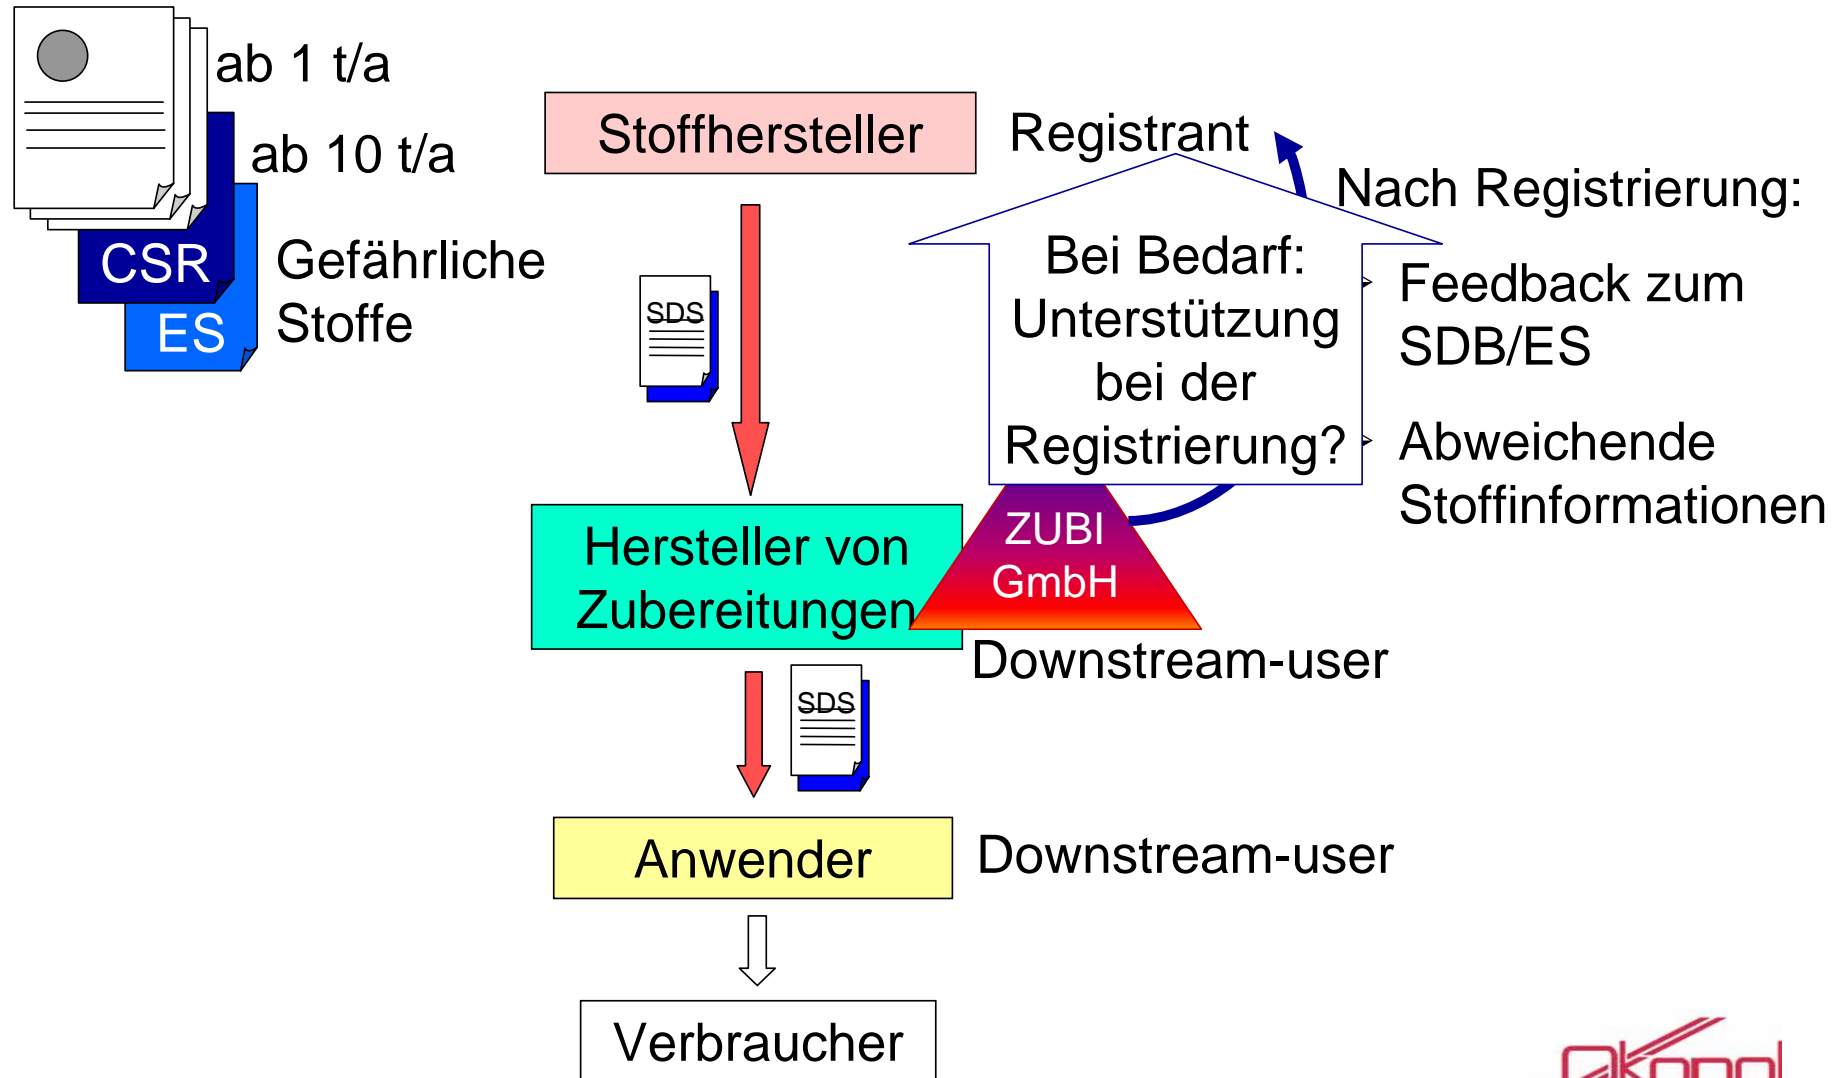 ab 1 t/a
ab 10 t/a
CSR
ES
Gefährliche
Stoffe
Stoffhersteller
Registrant
SDS
Bei Bedarf:
Unterstützung
bei der
Registrierung?
Nach Registrierung:
Feedback zum
SDB/ES
Abweichende
Stoffinformationen
Hersteller von
Zubereitungen
ZUBI
GmbH
Downstream-user
SDS
Anwender
Downstream-user
Verbraucher